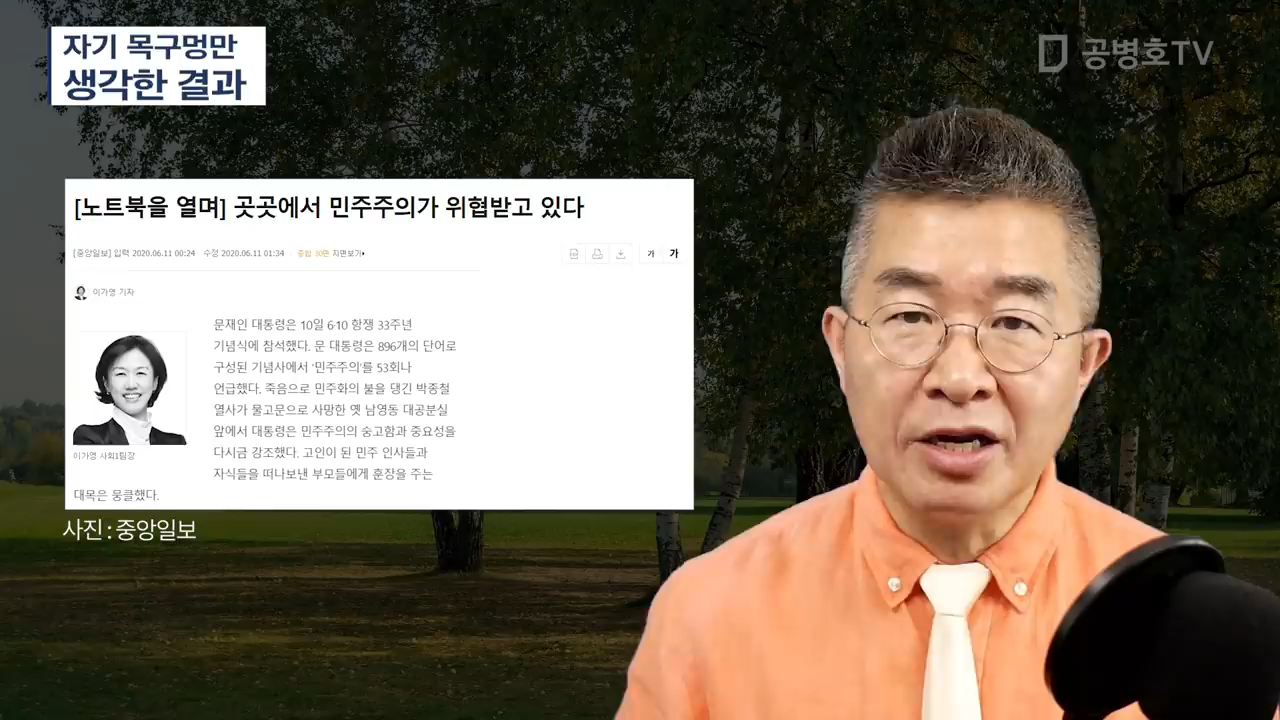 자기 목구멍만
생각한 결과
공병호TV
[노트북을 열며] 곳곳에서 민주주의가 위협받고 있다
[중앙일보] 입력 2020.06.11 00:24 수정 2020.06.11 01:34 종합 30면 지면보기
가 가
이가영 기자
문재인 대통령은 10일 6·10 항쟁 33주년
기념식에 참석했다. 문 대통령은 896개의 단어로
구성된 기념사에서 '민주주의'를 53회나
언급했다. 죽음으로 민주화의 불을 댕긴 박종철
열사가 물고문으로 사망한 옛 남영동 대공분실
앞에서 대통령은 민주주의의 숭고함과 중요성을
다시금 강조했다. 고인이 된 민주 인사들과
자식들을 떠나보낸 부모들에게 훈장을 주는
이가영 사회1팀장
대목은 뭉클했다.
사진 : 중앙일보